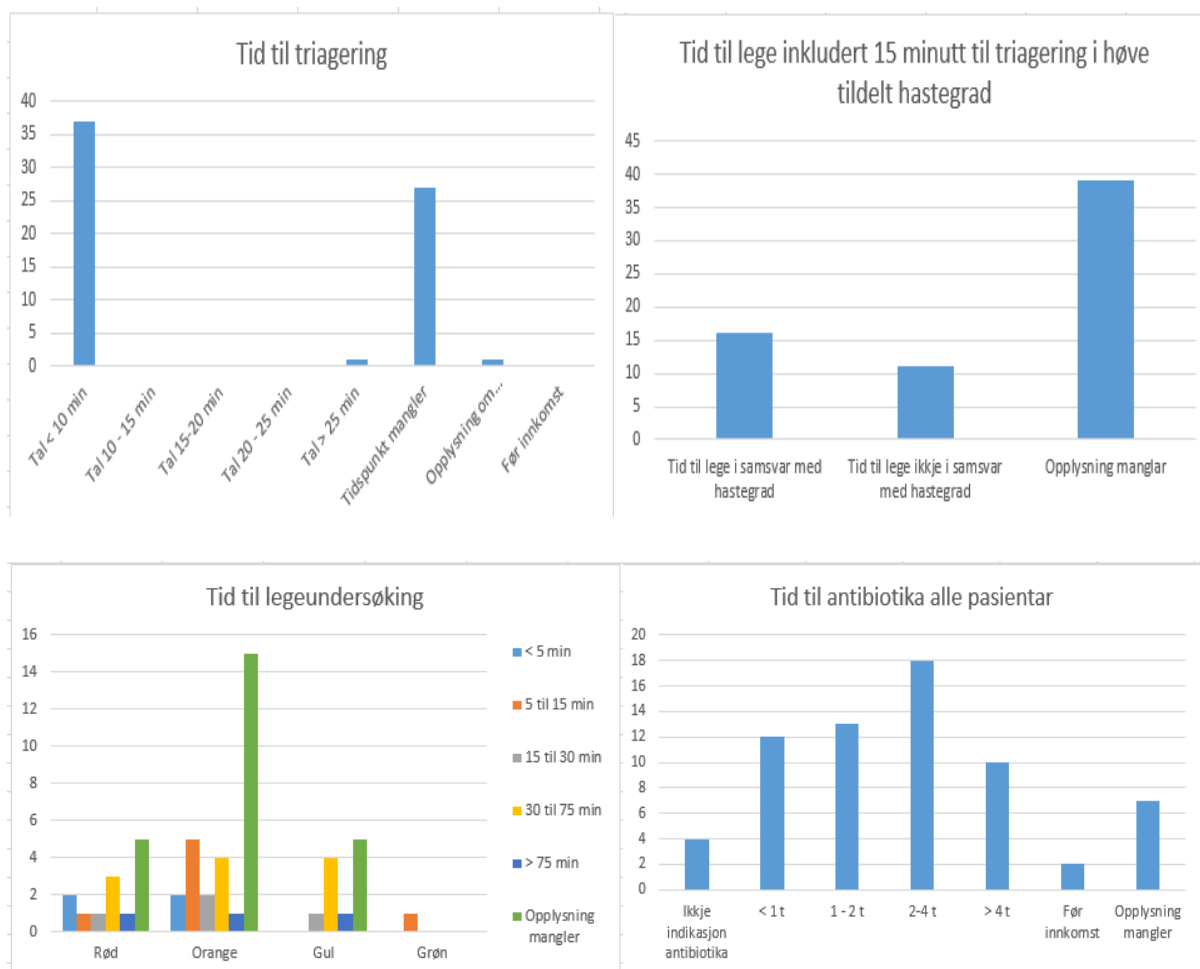 Tid til triagering
40
35
30
25
20
15
10
5
0
Tal < 10 min
Tal 10 - 15 min
Tal 15-20 min
Tal 20 - 25 min
Tal > 25 min
Tidspunkt mangler
Opplysning om...
Før innkomst
Tid til lege inkludert 15 minutt til triagering i høve
tildelt hastegrad
45
40
35
30
25
20
15
10
5
0
Tid til lege i samsvar med
hastegrad
Tid til lege ikkje i samsvar
med hastegrad
Opplysning manglar
Tid til legeundersøking
16
14
12
10
8
6
4
2
0
Rød
Orange
Gul
Grøn
< 5 min
5 til 15 min
15 til 30 min
30 til 75 min
> 75 min
Opplysning
mangler
Tid til antibiotika alle pasientar
20
18
16
14
12
10
8
6
4
2
0
Ikkje
indikasjon
antibiotika
< 1 t
1 - 2 t
2-4 t
> 4 t
Før
innkomst
Opplysning
mangler